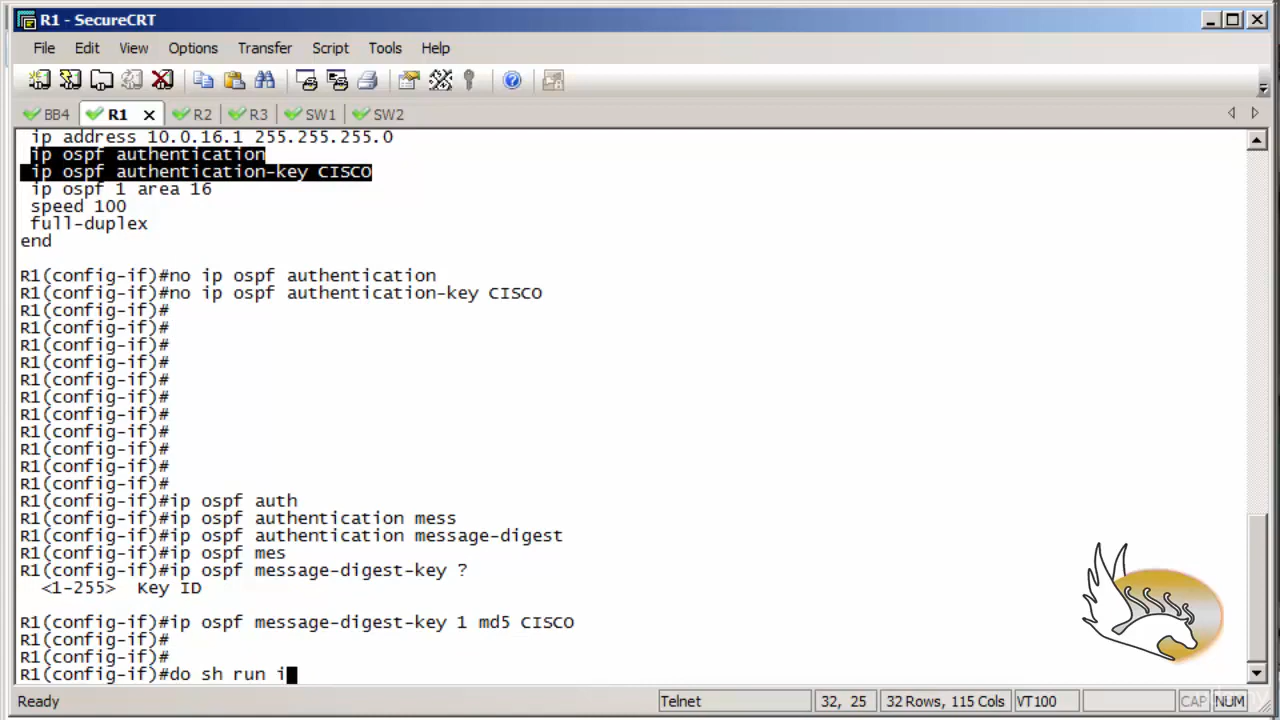 R1 - SecureCRT
File Edit View Options Transfer Script Tools Help
BB4 R1 R2 R3 SW1 SW2
ip address 10.0.16.1 255.255.255.0
ip ospf authentication
ip ospf authentication-key CISCO
ip ospf 1 area 16
speed 100
full-duplex
end
R1(config-if)#no ip ospf authentication
R1(config-if)#no ip ospf authentication-key CISCO
R1(config-if)#
R1(config-if)#
R1(config-if)#
R1(config-if)#
R1(config-if)#
R1(config-if)#
R1(config-if)#
R1(config-if)#
R1(config-if)#
R1(config-if)#
R1(config-if)#
R1(config-if)#ip ospf auth
R1(config-if)#ip ospf authentication mess
R1(config-if)#ip ospf authentication message-digest
R1(config-if)#ip ospf mes
R1(config-if)#ip ospf message-digest-key ?
<1-255> Key ID
R1(config-if)#ip ospf message-digest-key 1 md5 CISCO
R1(config-if)#
R1(config-if)#
R1(config-if)#do sh run i
Ready Telnet 32, 25 32 Rows, 115 Cols VT100 CAP NUM